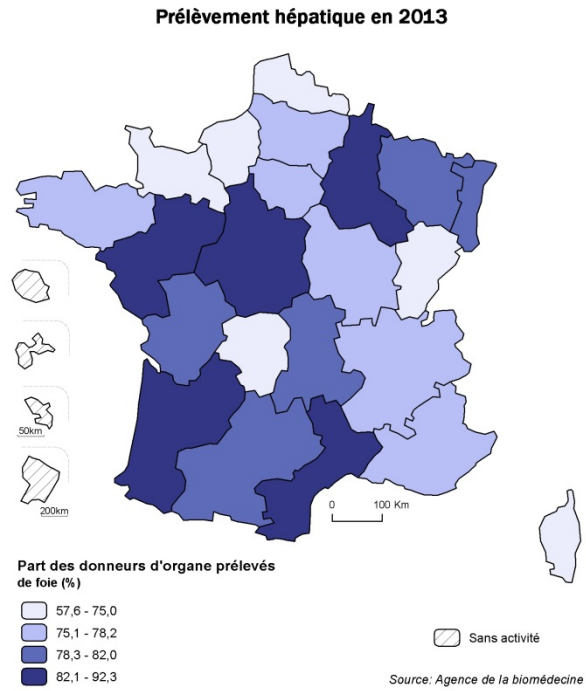 Prélèvement hépatique en 2013
50km
200km
0 100 Km
Part des donneurs d'organe prélevés
de foie (%)
57,6 - 75,0
75,1 - 78,2
78,3 - 82,0
82,1 - 92,3
Sans activité
Source: Agence de la biomédecine